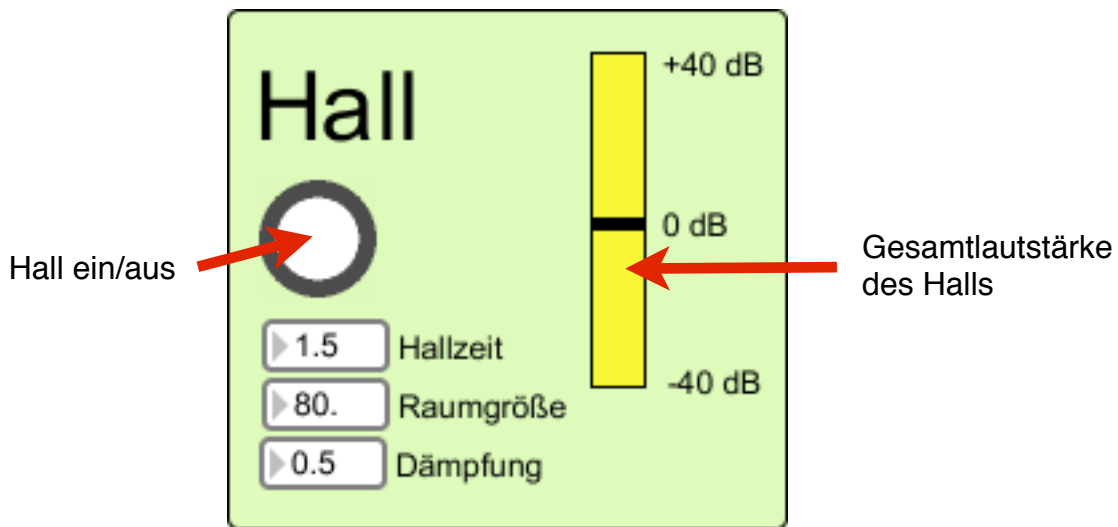 Hall
+40 dB
0 dB
-40 dB
Hall ein/aus
Gesamtlautstärke
des Halls
1.5 Hallzeit
80. Raumgröße
0.5 Dämpfung